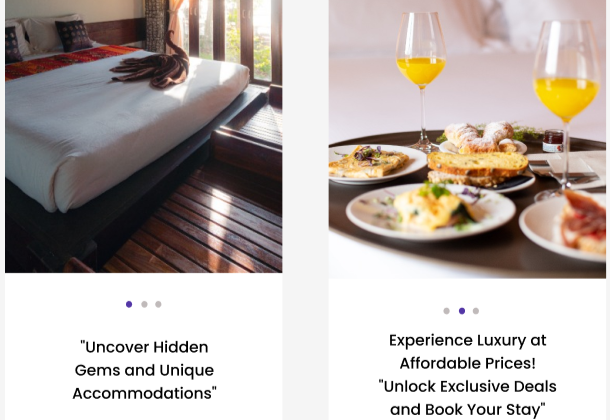 "Uncover Hidden
Gems and Unique
Accommodations"
Experience Luxury at
Affordable Prices!
"Unlock Exclusive Deals
and Book Your Stay"